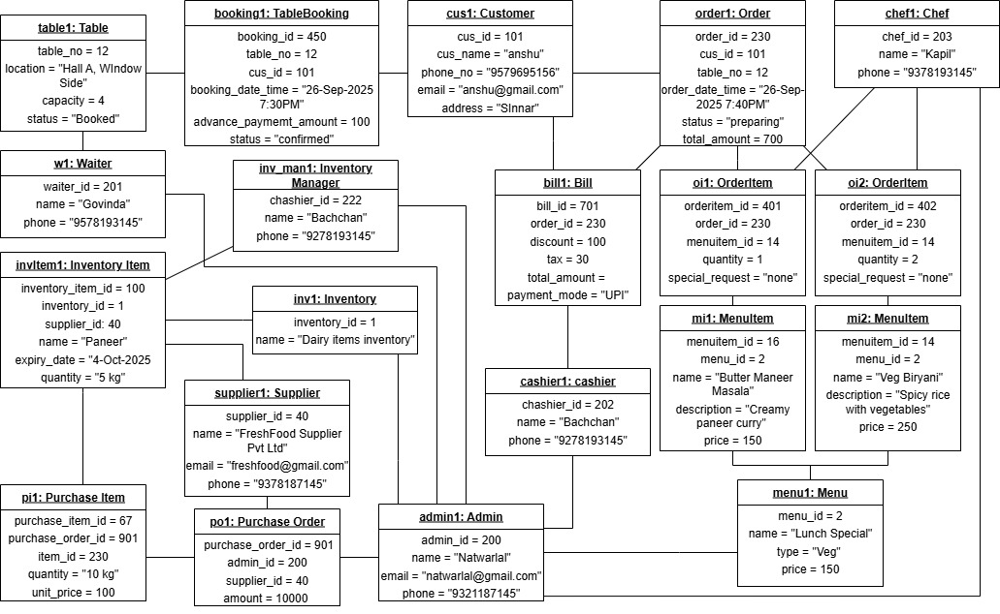 table1: Table
table_no = 12
location = "Hall A, WIndow
Side"
capacity = 4
status = "Booked"
booking1: TableBooking
booking_id = 450
table_no = 12
cus_id = 101
booking_date_time = "26-Sep-2025
7:30PM"
advance_paymemt_amount = 100
status = "confirmed"
cus1: Customer
cus_id = 101
cus_name = "anshu"
phone_no = "9579695156"
email = "anshu@gmail.com"
address = "SInnar"
order1: Order
order_id = 230
cus_id = 101
table_no = 12
order_date_time = "26-Sep-
2025 7:40PM"
status = "preparing"
total_amount = 700
chef1: Chef
chef_id = 203
name = "Kapil"
phone = "9378193145"
w1: Waiter
waiter_id = 201
name = "Govinda"
phone = "9578193145"
inv_man1: Inventory
Manager
chashier_id = 222
name = "Bachchan"
phone = "9278193145"
bill1: Bill
bill_id = 701
order_id = 230
discount = 100
tax = 30
total_amount =
payment_mode = "UPI"
oi1: OrderItem
orderitem_id = 401
order_id = 230
menuitem_id = 14
quantity = 1
special_request = "none"
oi2: OrderItem
orderitem_id = 402
order_id = 230
menuitem_id = 14
quantity = 2
special_request = "none"
invItem1: Inventory Item
inventory_item_id = 100
inventory_id = 1
supplier_id: 40
name = "Paneer"
expiry_date = "4-Oct-2025
quantity = "5 kg"
inv1: Inventory
inventory_id = 1
name = "Dairy items inventory"
mi1: MenuItem
menuitem_id = 16
menu_id = 2
name = "Butter Maneer
Masala"
description = "Creamy
paneer curry"
price = 150
mi2: MenuItem
menuitem_id = 14
menu_id = 2
name = "Veg Biryani"
description = "Spicy rice
with vegetables"
price = 250
supplier1: Supplier
supplier_id = 40
name = "FreshFood Supplier
Pvt Ltd"
email = "freshfood@gmail.com"
phone = "9378187145"
cashier1: cashier
chashier_id = 202
name = "Bachchan"
phone = "9278193145"
pi1: Purchase Item
purchase_item_id = 67
purchase_order_id = 901
item_id = 230
quantity = "10 kg"
unit_price = 100
po1: Purchase Order
purchase_order_id = 901
admin_id = 200
supplier_id = 40
amount = 10000
admin1: Admin
admin_id = 200
name = "Natwarlal"
email = "natwarlal@gmail.com"
phone = "9321187145"
menu1: Menu
menu_id = 2
name = "Lunch Special"
type = "Veg"
price = 150